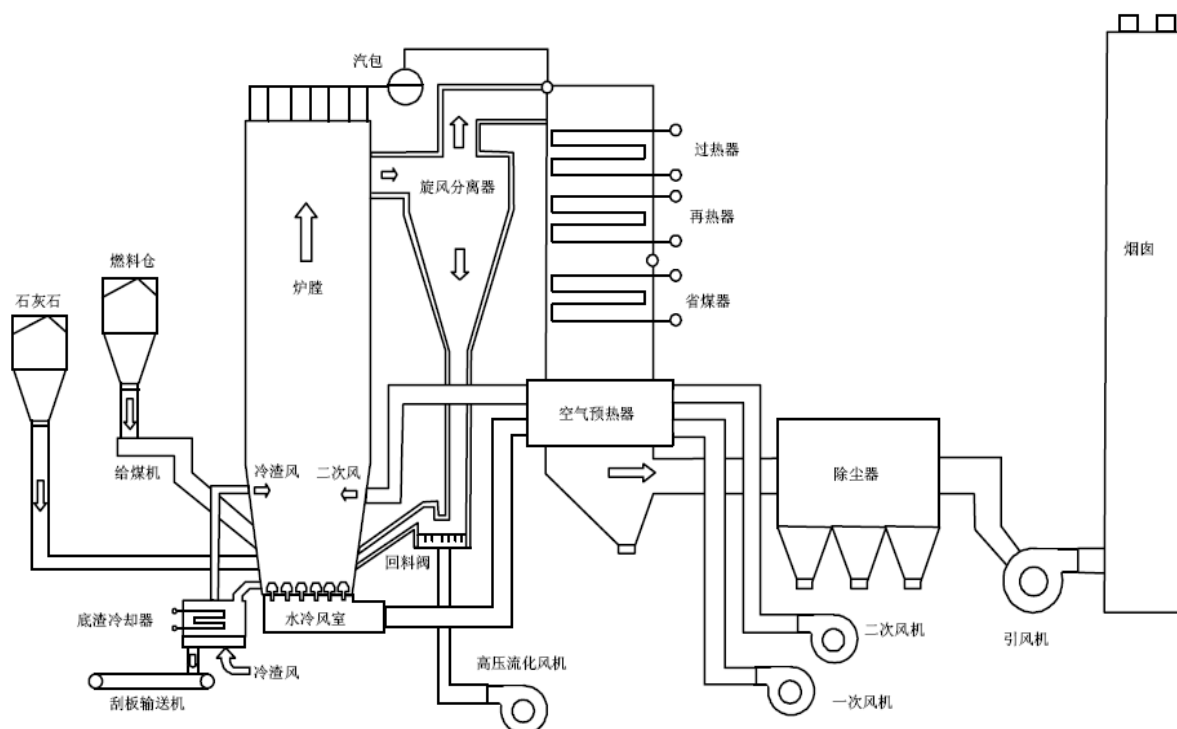 汽包
过热器
旋风分离器
再热器
烟囱
燃料仓
炉膛
石灰石
省煤器
空气预热器
给煤机
冷渣风
二次风
除尘器
回料阀
底渣冷却器
水冷风室
二次风机
引风机
高压流化风机
冷渣风
刮板输送机
一次风机